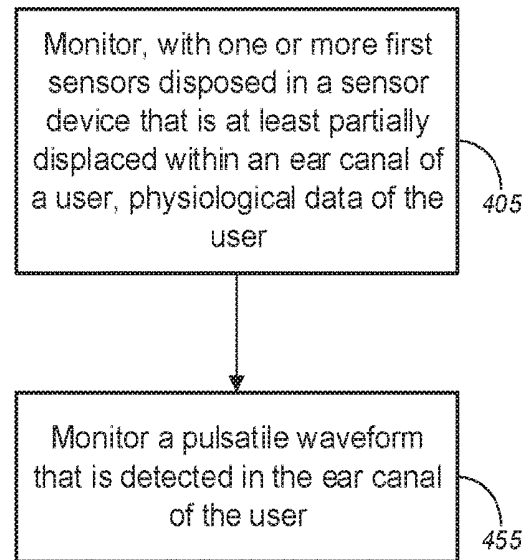 Monitor, with one or more first
sensors disposed in a sensor
device that is at least partially
displaced within an ear canal of
a user, physiological data of the
user
405
Monitor a pulsatile waveform
that is detected in the ear canal
of the user
455